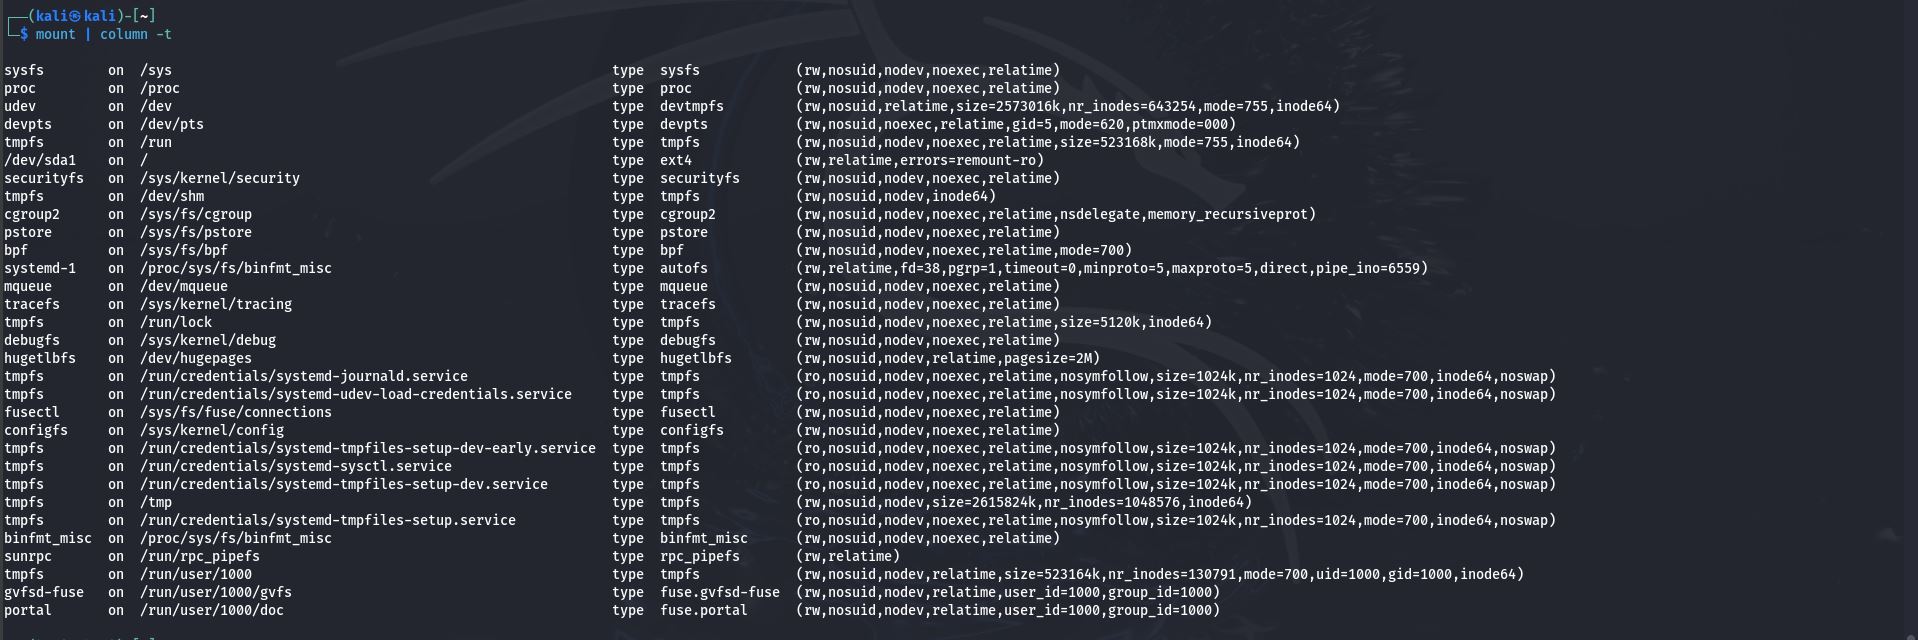 ┌──(kali㉿kali)-[~]
└─$ mount | column -t
sysfs        on  /sys                                                       type  sysfs            (rw,nosuid,nodev,noexec,relatime)
proc         on  /proc                                                      type  proc             (rw,nosuid,nodev,noexec,relatime)
udev         on  /dev                                                       type  devtmpfs         (rw,nosuid,relatime,size=2573016k,nr_inodes=643254,mode=755,inode64)
devpts       on  /dev/pts                                                   type  devpts           (rw,nosuid,noexec,relatime,gid=5,mode=620,ptmxmode=000)
tmpfs        on  /run                                                       type  tmpfs            (rw,nosuid,nodev,noexec,relatime,size=523168k,mode=755,inode64)
/dev/sda1    on  /                                                          type  ext4             (rw,relatime,errors=remount-ro)
securityfs   on  /sys/kernel/security                                       type  securityfs       (rw,nosuid,nodev,noexec,relatime)
tmpfs        on  /dev/shm                                                   type  tmpfs            (rw,nosuid,nodev,inode64)
cgroup2      on  /sys/fs/cgroup                                             type  cgroup2          (rw,nosuid,nodev,noexec,relatime,nsdelegate,memory_recursiveprot)
pstore       on  /sys/fs/pstore                                             type  pstore           (rw,nosuid,nodev,noexec,relatime)
bpf          on  /sys/fs/bpf                                                type  bpf              (rw,nosuid,nodev,noexec,relatime,mode=700)
systemd-1    on  /proc/sys/fs/binfmt_misc                                   type  autofs           (rw,relatime,fd=38,pgrp=1,timeout=0,minproto=5,maxproto=5,direct,pipe_ino=6559)
mqueue       on  /dev/mqueue                                                type  mqueue           (rw,nosuid,nodev,noexec,relatime)
tracefs      on  /sys/kernel/tracing                                        type  tracefs          (rw,nosuid,nodev,noexec,relatime)
tmpfs        on  /run/lock                                                  type  tmpfs            (rw,nosuid,nodev,noexec,relatime,size=5120k,inode64)
debugfs      on  /sys/kernel/debug                                          type  debugfs          (rw,nosuid,nodev,noexec,relatime)
hugetlbfs    on  /dev/hugepages                                             type  hugetlbfs        (rw,nosuid,nodev,relatime,pagesize=2M)
tmpfs        on  /run/credentials/systemd-journald.service                  type  tmpfs            (ro,nosuid,nodev,noexec,relatime,nosymfollow,size=1024k,nr_inodes=1024,mode=700,inode64,noswap)
tmpfs        on  /run/credentials/systemd-udev-load-credentials.service     type  tmpfs            (ro,nosuid,nodev,noexec,relatime,nosymfollow,size=1024k,nr_inodes=1024,mode=700,inode64,noswap)
fusectl      on  /sys/fs/fuse/connections                                   type  fusectl          (rw,nosuid,nodev,noexec,relatime)
configfs     on  /sys/kernel/config                                         type  configfs         (rw,nosuid,nodev,noexec,relatime)
tmpfs        on  /run/credentials/systemd-tmpfiles-setup-dev-early.service  type  tmpfs            (ro,nosuid,nodev,noexec,relatime,nosymfollow,size=1024k,nr_inodes=1024,mode=700,inode64,noswap)
tmpfs        on  /run/credentials/systemd-sysctl.service                    type  tmpfs            (ro,nosuid,nodev,noexec,relatime,nosymfollow,size=1024k,nr_inodes=1024,mode=700,inode64,noswap)
tmpfs        on  /run/credentials/systemd-tmpfiles-setup-dev.service        type  tmpfs            (ro,nosuid,nodev,noexec,relatime,nosymfollow,size=1024k,nr_inodes=1024,mode=700,inode64,noswap)
tmpfs        on  /tmp                                                       type  tmpfs            (rw,nosuid,nodev,size=2615824k,nr_inodes=1048576,inode64)
tmpfs        on  /run/credentials/systemd-tmpfiles-setup.service            type  tmpfs            (ro,nosuid,nodev,noexec,relatime,nosymfollow,size=1024k,nr_inodes=1024,mode=700,inode64,noswap)
binfmt_misc  on  /proc/sys/fs/binfmt_misc                                   type  binfmt_misc      (rw,nosuid,nodev,noexec,relatime)
sunrpc       on  /run/rpc_pipefs                                            type  rpc_pipefs       (rw,relatime)
tmpfs        on  /run/user/1000                                             type  tmpfs            (rw,nosuid,nodev,relatime,size=523164k,nr_inodes=130791,mode=700,uid=1000,gid=1000,inode64)
gvfsd-fuse   on  /run/user/1000/gvfs                                        type  fuse.gvfsd-fuse  (rw,nosuid,nodev,relatime,user_id=1000,group_id=1000)
portal       on  /run/user/1000/doc                                         type  fuse.portal      (rw,nosuid,nodev,relatime,user_id=1000,group_id=1000)